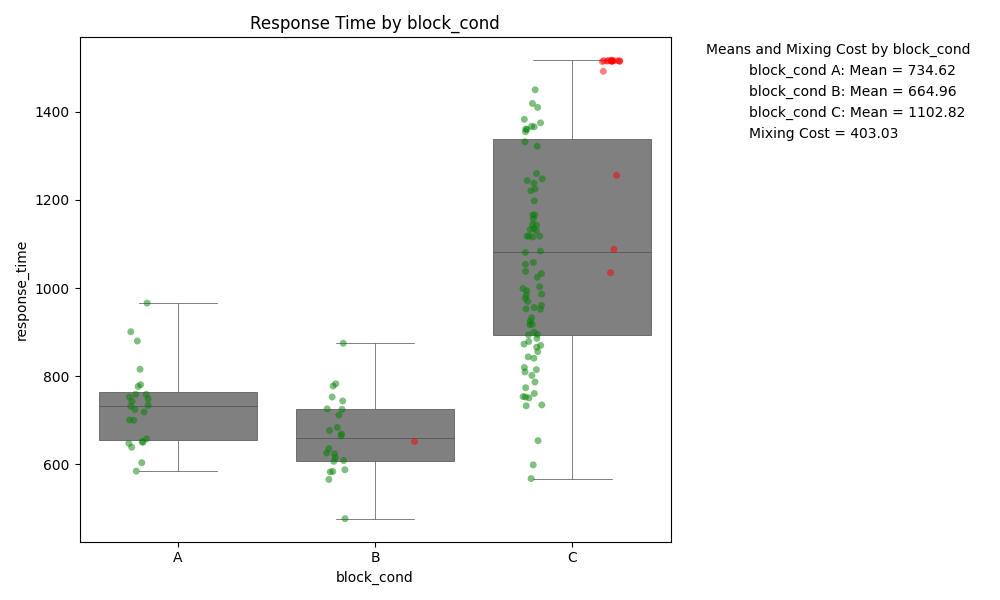 Response Time by block_cond
Means and Mixing Cost by block_cond
block_cond A: Mean = 734.62
block_cond B: Mean = 664.96
block_cond C: Mean = 1102.82
Mixing Cost = 403.03
response_time
1400
1200
1000
800
600
A
B
C
block_cond